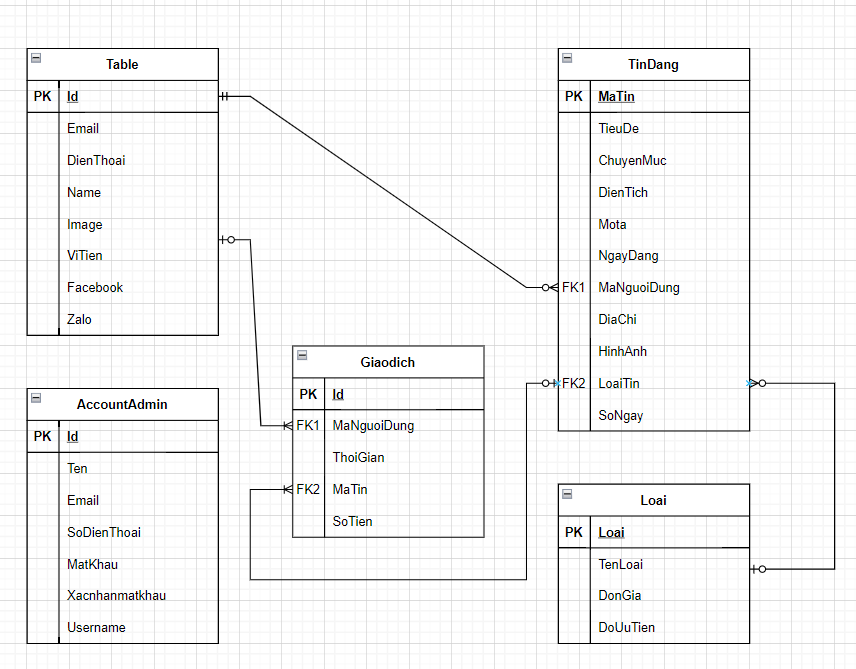 Table
PK Id
Email
DienThoai
Name
Image
ViTien
Facebook
Zalo
TinDang
PK MaTin
TieuDe
ChuyenMuc
DienTich
Mota
NgayDang
FK1 MaNguoiDung
DiaChi
HinhAnh
FK2 LoaiTin
SoNgay
Giaodich
PK Id
FK1 MaNguoiDung
ThoiGian
FK2 MaTin
SoTien
AccountAdmin
PK Id
Ten
Email
SoDienThoai
MatKhau
Xacnhanmatkhau
Username
Loai
PK Loai
TenLoai
DonGia
DoUuTien